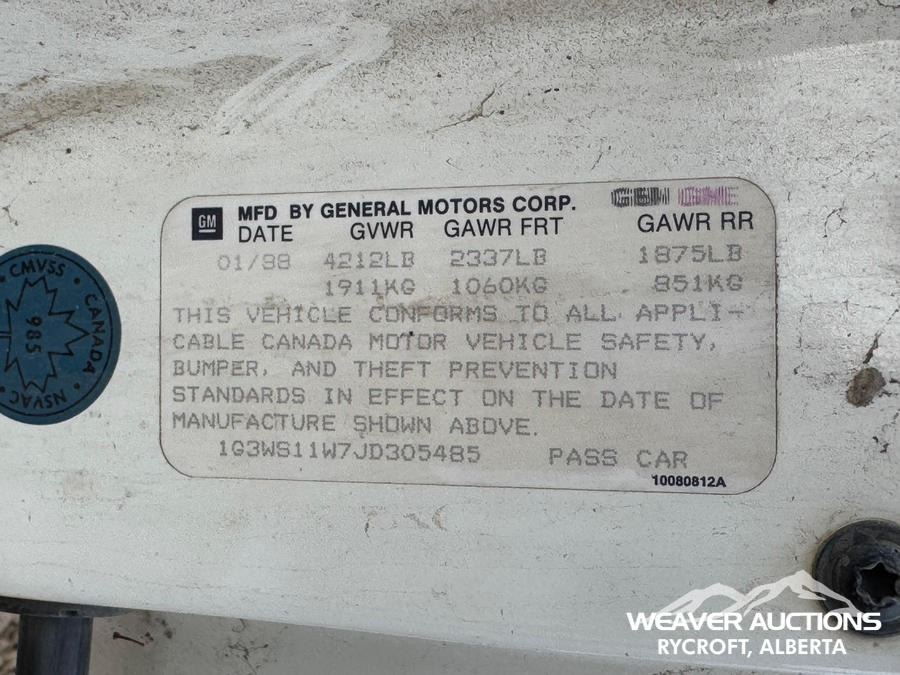 GM MFD BY GENERAL MOTORS CORP.
DATE GVWR GAWR FRT GAWR RR
01/88 4212LB 2337LB 1875LB
1911KG 1060KG 851KG
THIS VEHICLE CONFORMS TO ALL APPLI-
CABLE CANADA MOTOR VEHICLE SAFETY,
BUMPER, AND THEFT PREVENTION
STANDARDS IN EFFECT ON THE DATE OF
MANUFACTURE SHOWN ABOVE.
1G3WS11W7JD305485 PASS CAR
10080812A
CMVSS
CANADA
985
NSVAC
WEAVER AUCTIONS
RYCROFT, ALBERTA